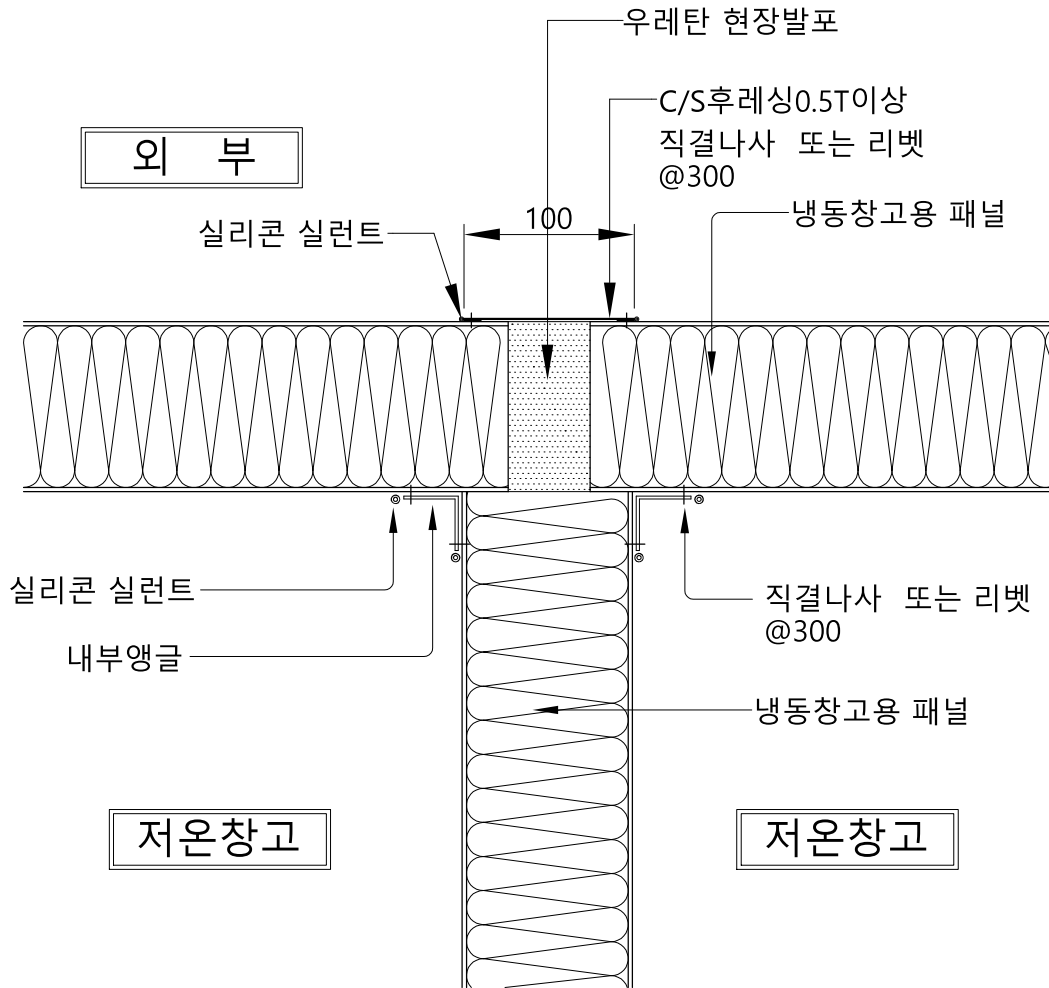 우레탄 현장발포
C/S후레싱0.5T이상
직결나사 또는 리벳
@300
외 부
냉동창고용 패널
100
실리콘 실런트
실리콘 실런트
직결나사 또는 리벳
@300
내부앵글
냉동창고용 패널
저온창고
저온창고